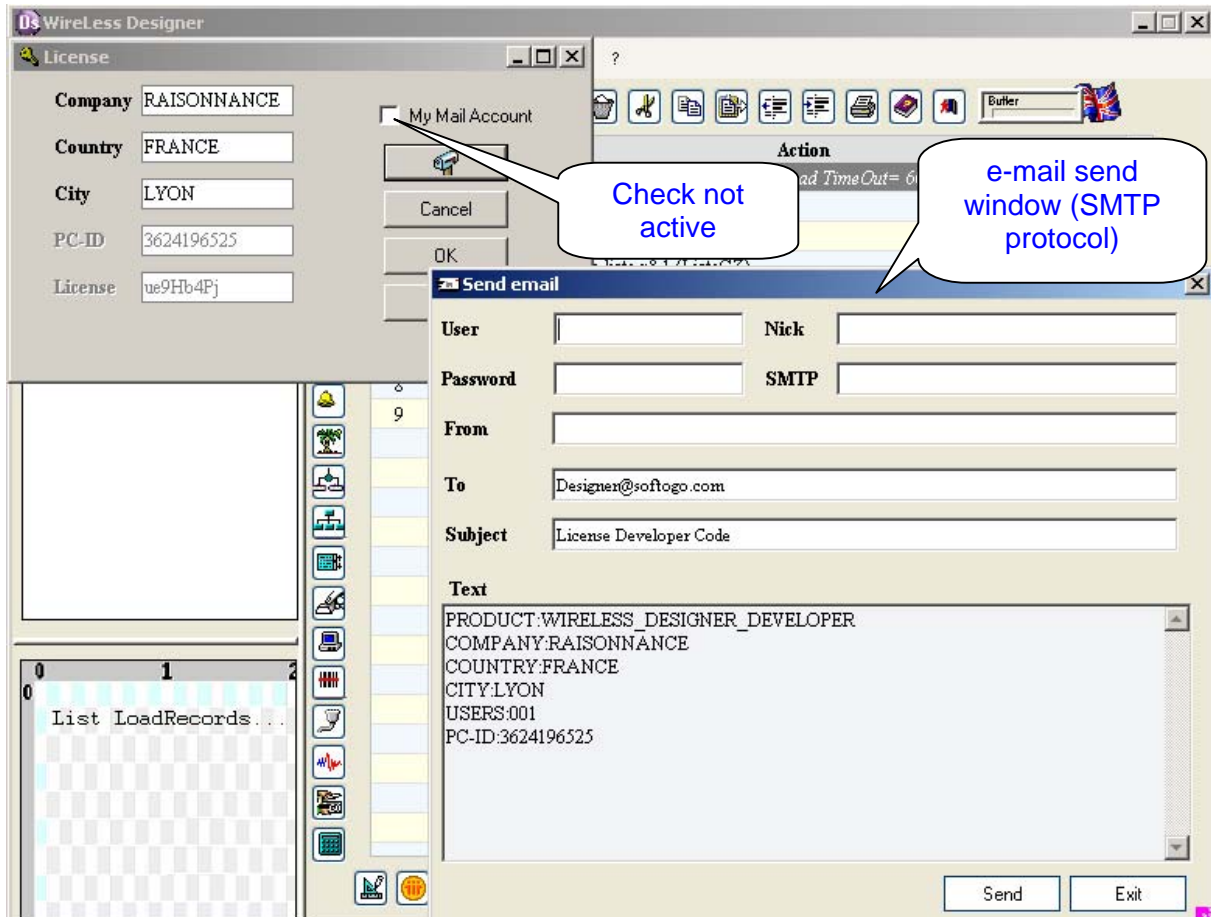 Ds WireLess Designer
License
?
Company RAISONNANCE
My Mail Account
Country FRANCE
City LYON
Cancel
PC-ID 3624196525
OK
License ue9Hb4Pj
Butler
Action
TimeOut= 6
Check not
active
e-mail send
window (SMTP
protocol)
Send email
User
Nick
Password
SMTP
From
To Designer@softogo.com
Subject License Developer Code
Text
PRODUCT:WIRELESS_DESIGNER_DEVELOPER
COMPANY:RAISONNANCE
COUNTRY:FRANCE
CITY:LYON
USERS:001
PC-ID:3624196525
Send
Exit
9
0 1 2
0
List LoadRecords...